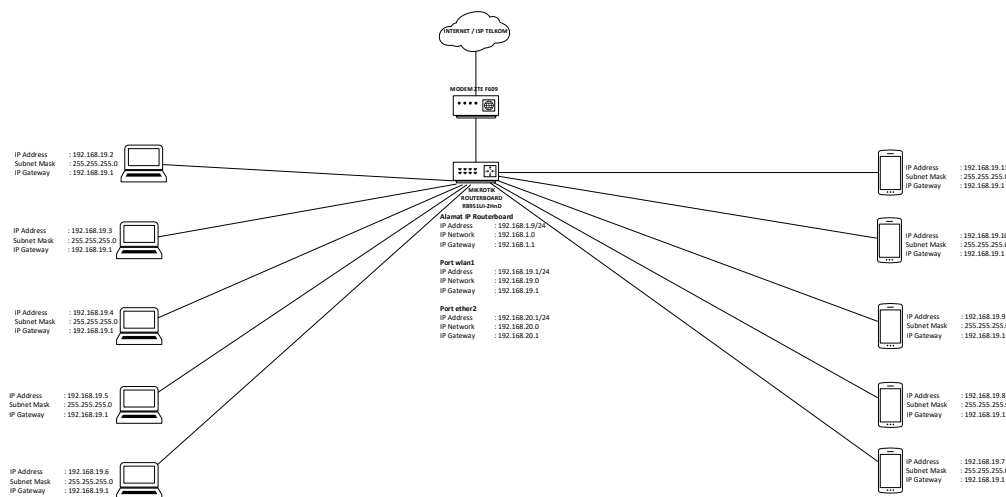 INTERNET / ISP TELKOM
MODEM ZTE F609
MIKROTIK
ROUTERBOARD
RB951Ui-2HnD
Alamat IP Routerboard
IP Address : 192.168.1.9/24
IP Network : 192.168.1.0
IP Gateway : 192.168.1.1
Port wlan1
IP Address : 192.168.19.1/24
IP Network : 192.168.19.0
IP Gateway : 192.168.19.1
Port ether2
IP Address : 192.168.20.1/24
IP Network : 192.168.20.0
IP Gateway : 192.168.20.1
IP Address : 192.168.19.2
Subnet Mask : 255.255.255.0
IP Gateway : 192.168.19.1
IP Address : 192.168.19.3
Subnet Mask : 255.255.255.0
IP Gateway : 192.168.19.1
IP Address : 192.168.19.4
Subnet Mask : 255.255.255.0
IP Gateway : 192.168.19.1
IP Address : 192.168.19.5
Subnet Mask : 255.255.255.0
IP Gateway : 192.168.19.1
IP Address : 192.168.19.6
Subnet Mask : 255.255.255.0
IP Gateway : 192.168.19.1
IP Address :
Subnet Mask :
IP Gateway : 192.168.19.1
IP Address : 192.168.19.10
Subnet Mask :
IP Gateway : 192.168.19.1
IP Address : 192.168.19.9
Subnet Mask :
IP Gateway : 192.168.19.1
IP Address : 192.168.19.8
Subnet Mask :
IP Gateway : 192.168.19.1
IP Address : 192.168.19.7
Subnet Mask :
IP Gateway : 192.168.19.1